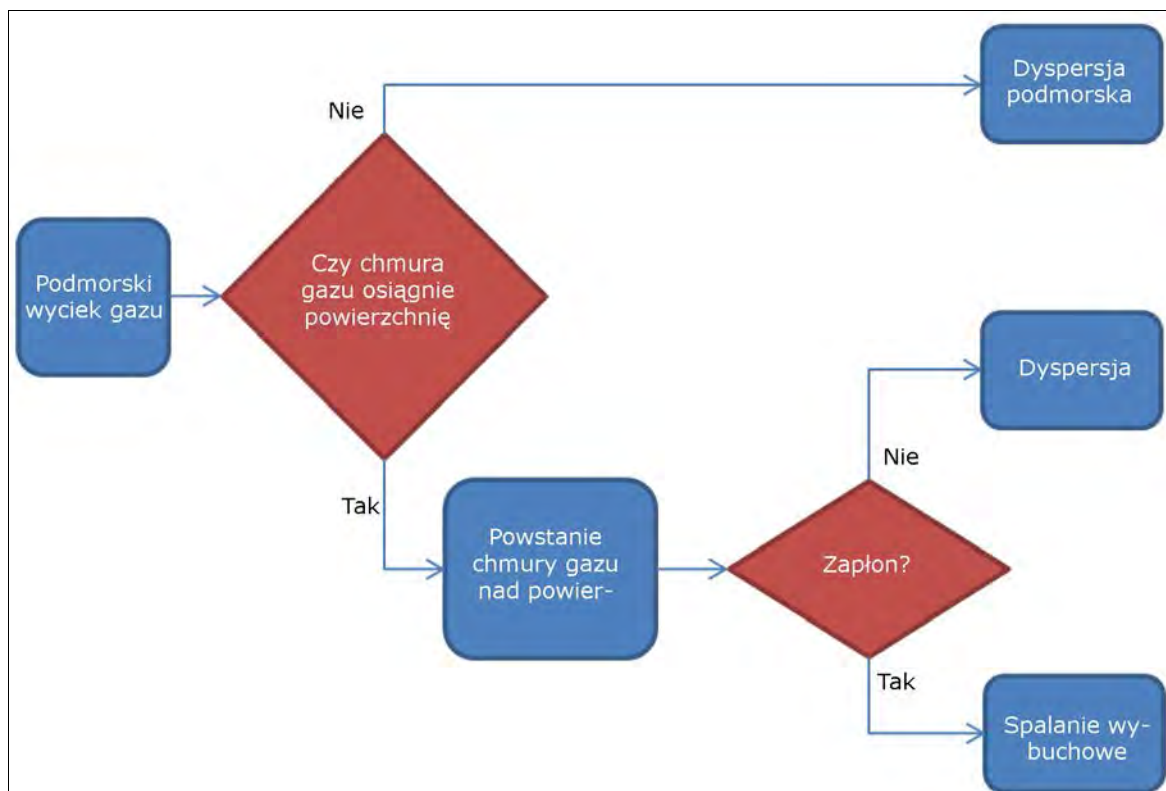 Dyspersja
podmorska
Nie
Czy chmura
gazu osiągnie
powierzchnię
Podmorski
wyciek gazu
Dyspersja
Nie
Tak
Powstanie
chmury gazu
nad powier-
Zapłon?
Tak
Spalanie wy-
buchowe